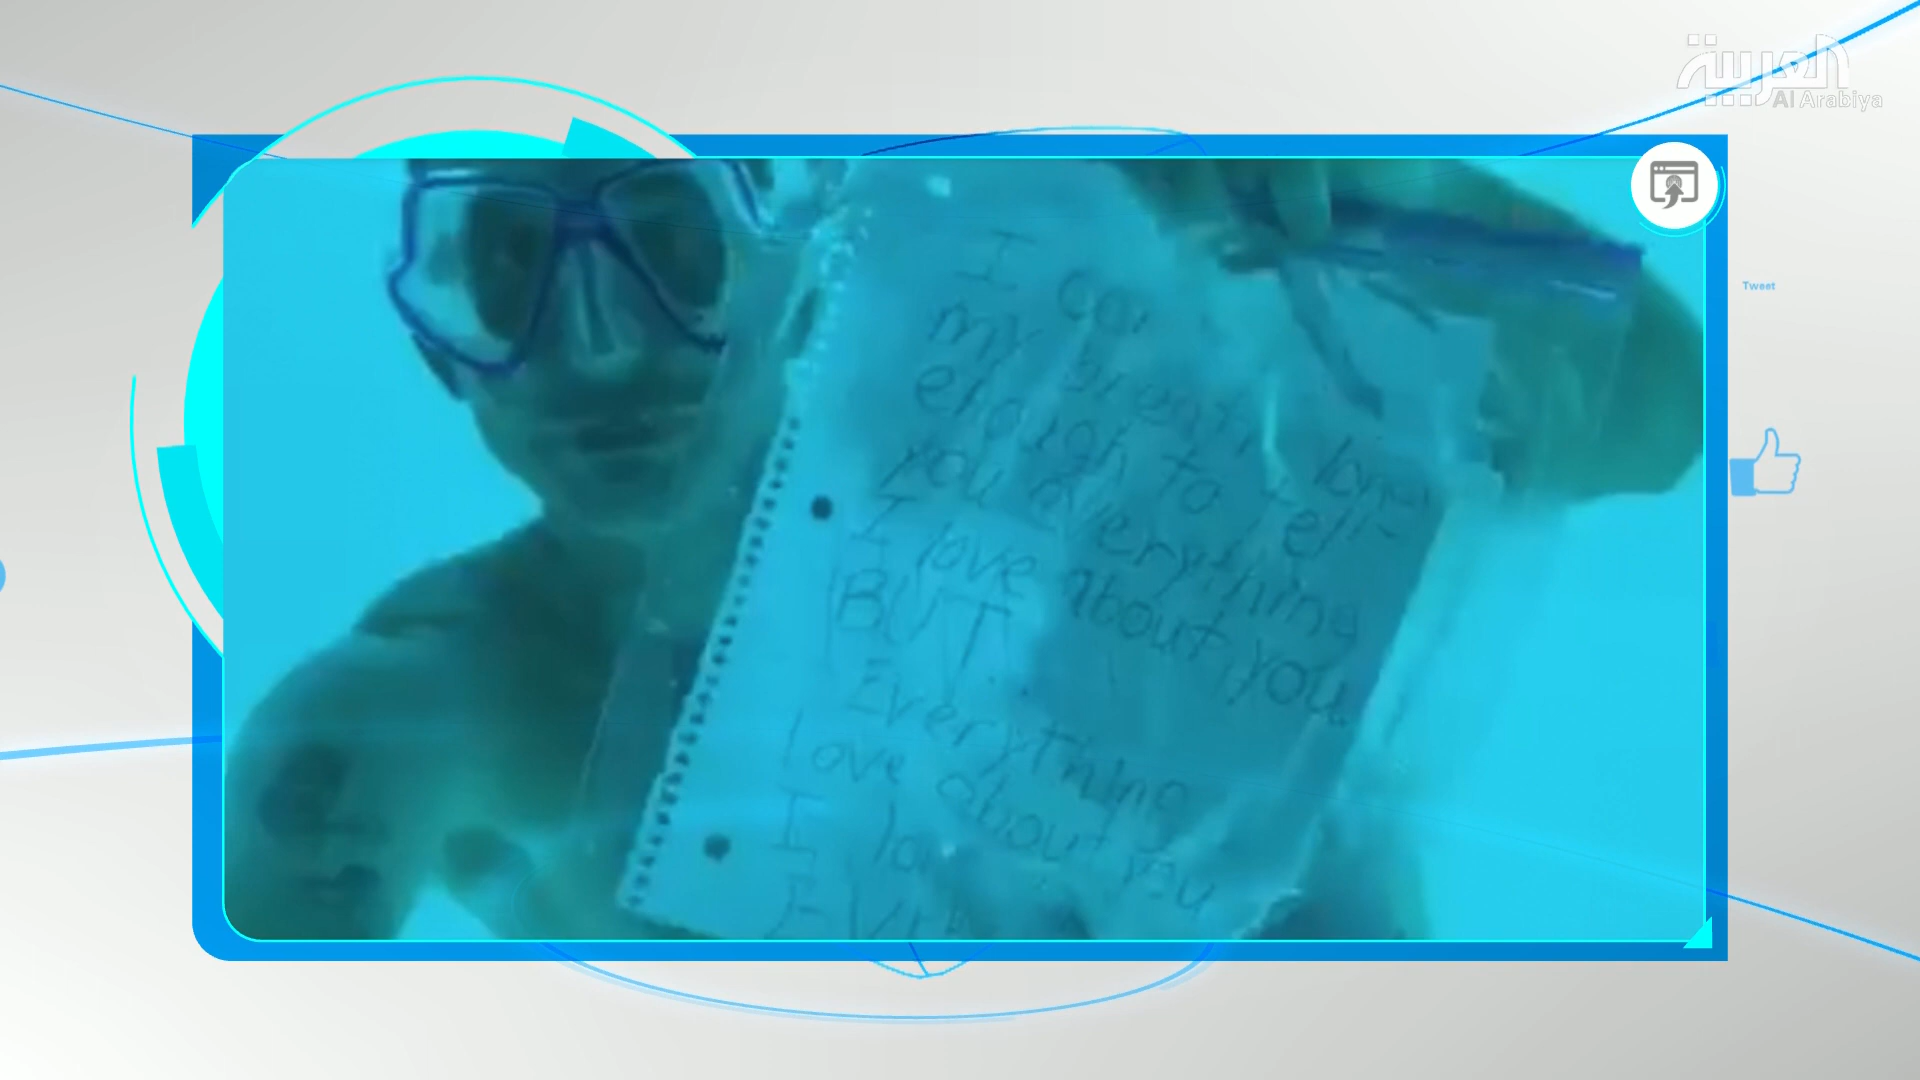 العربية
Al Arabiya
Tweet
I
my breath long
enough to tell
you everything
I love about you.
BUT...
Everything
love about you
I